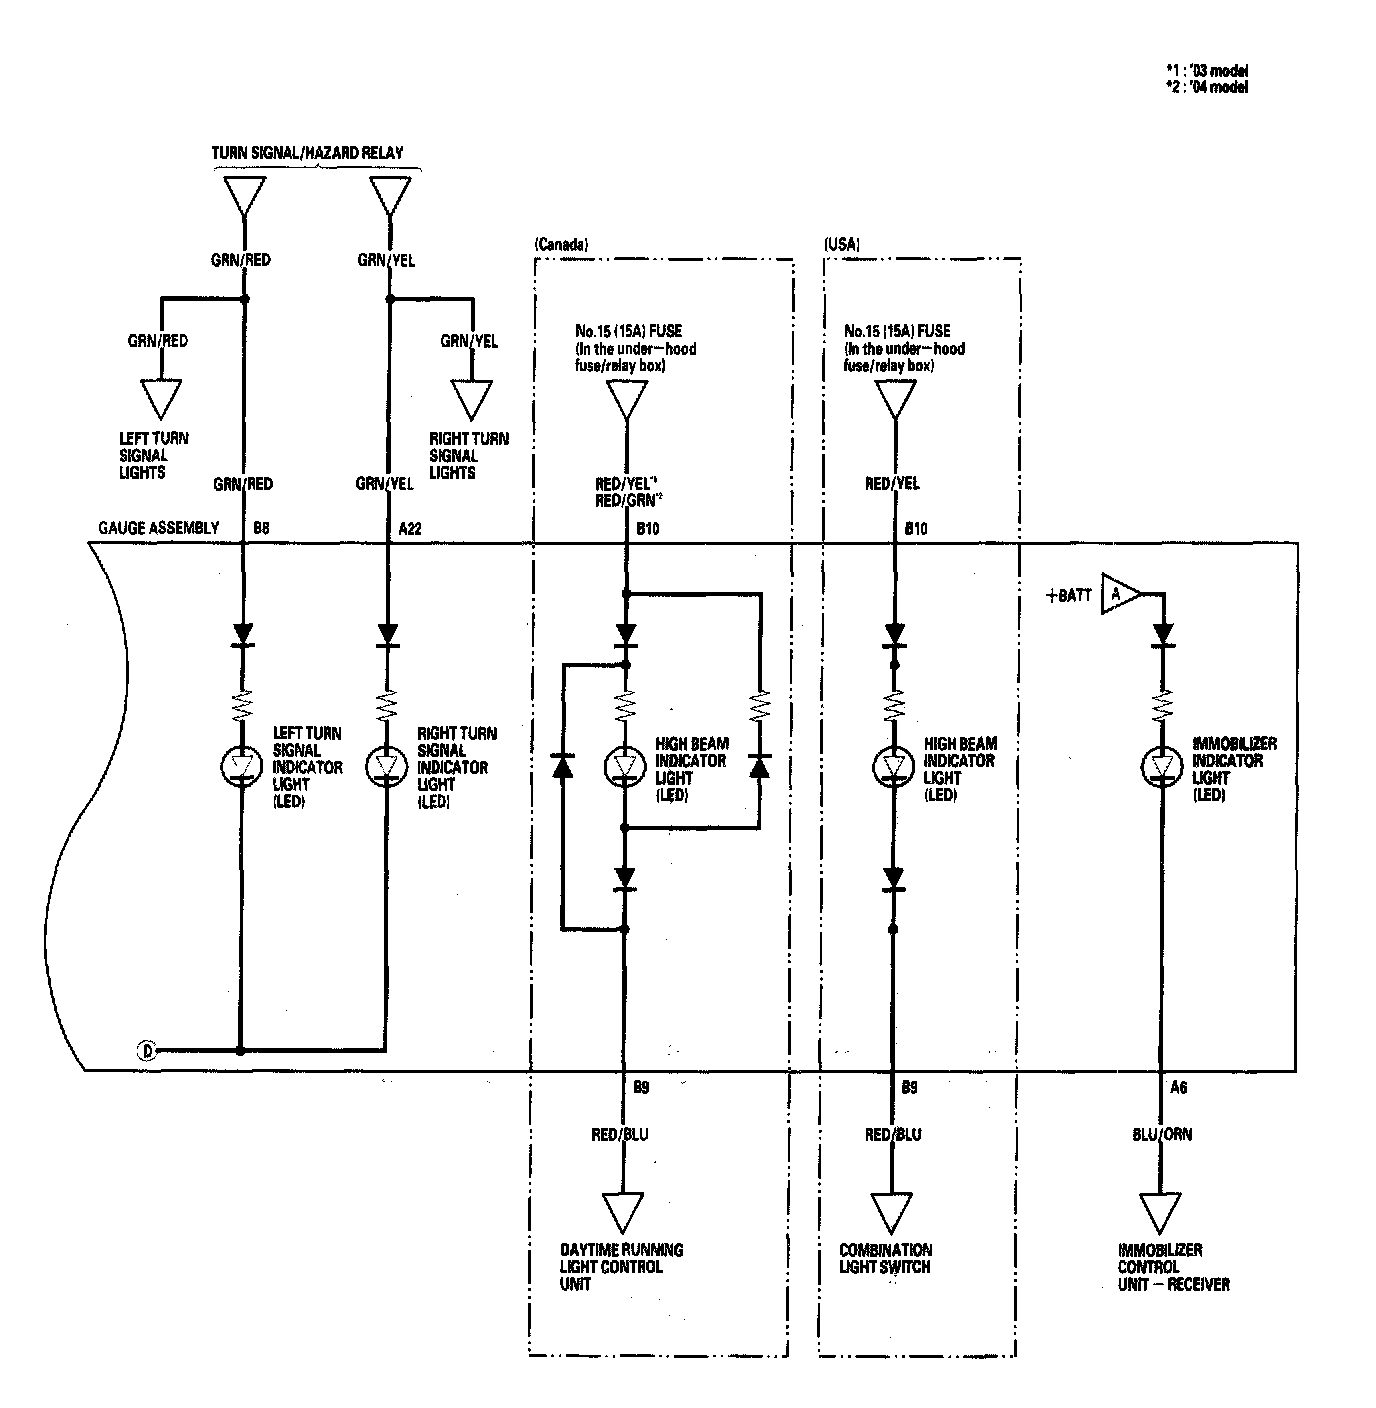 *1 : '03 model
*2 : '04 model
TURN SIGNAL/HAZARD RELAY
(Canada)
(USA)
GRN/RED
GRN/YEL
GRN/RED
GRN/YEL
No.15 (15A) FUSE
(In the under-hood
fuse/relay box)
No.15 (15A) FUSE
(In the under-hood
fuse/relay box)
LEFT TURN
SIGNAL
LIGHTS
RIGHT TURN
SIGNAL
LIGHTS
GRN/RED
GRN/YEL
RED/YEL*1
RED/GRN*2
RED/YEL
GAUGE ASSEMBLY
B8
A22
B10
B10
+BATT
A
LEFT TURN
SIGNAL
INDICATOR
LIGHT
(LED)
RIGHT TURN
SIGNAL
INDICATOR
LIGHT
(LED)
HIGH BEAM
INDICATOR
LIGHT
(LED)
HIGH BEAM
INDICATOR
LIGHT
(LED)
IMMOBILIZER
INDICATOR
LIGHT
(LED)
D
B9
B9
A6
RED/BLU
RED/BLU
BLU/ORN
DAYTIME RUNNING
LIGHT CONTROL
UNIT
COMBINATION
LIGHT SWITCH
IMMOBILIZER
CONTROL
UNIT - RECEIVER